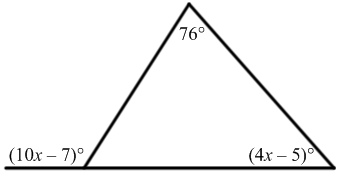 76°
(10x – 7)°
(4x – 5)°